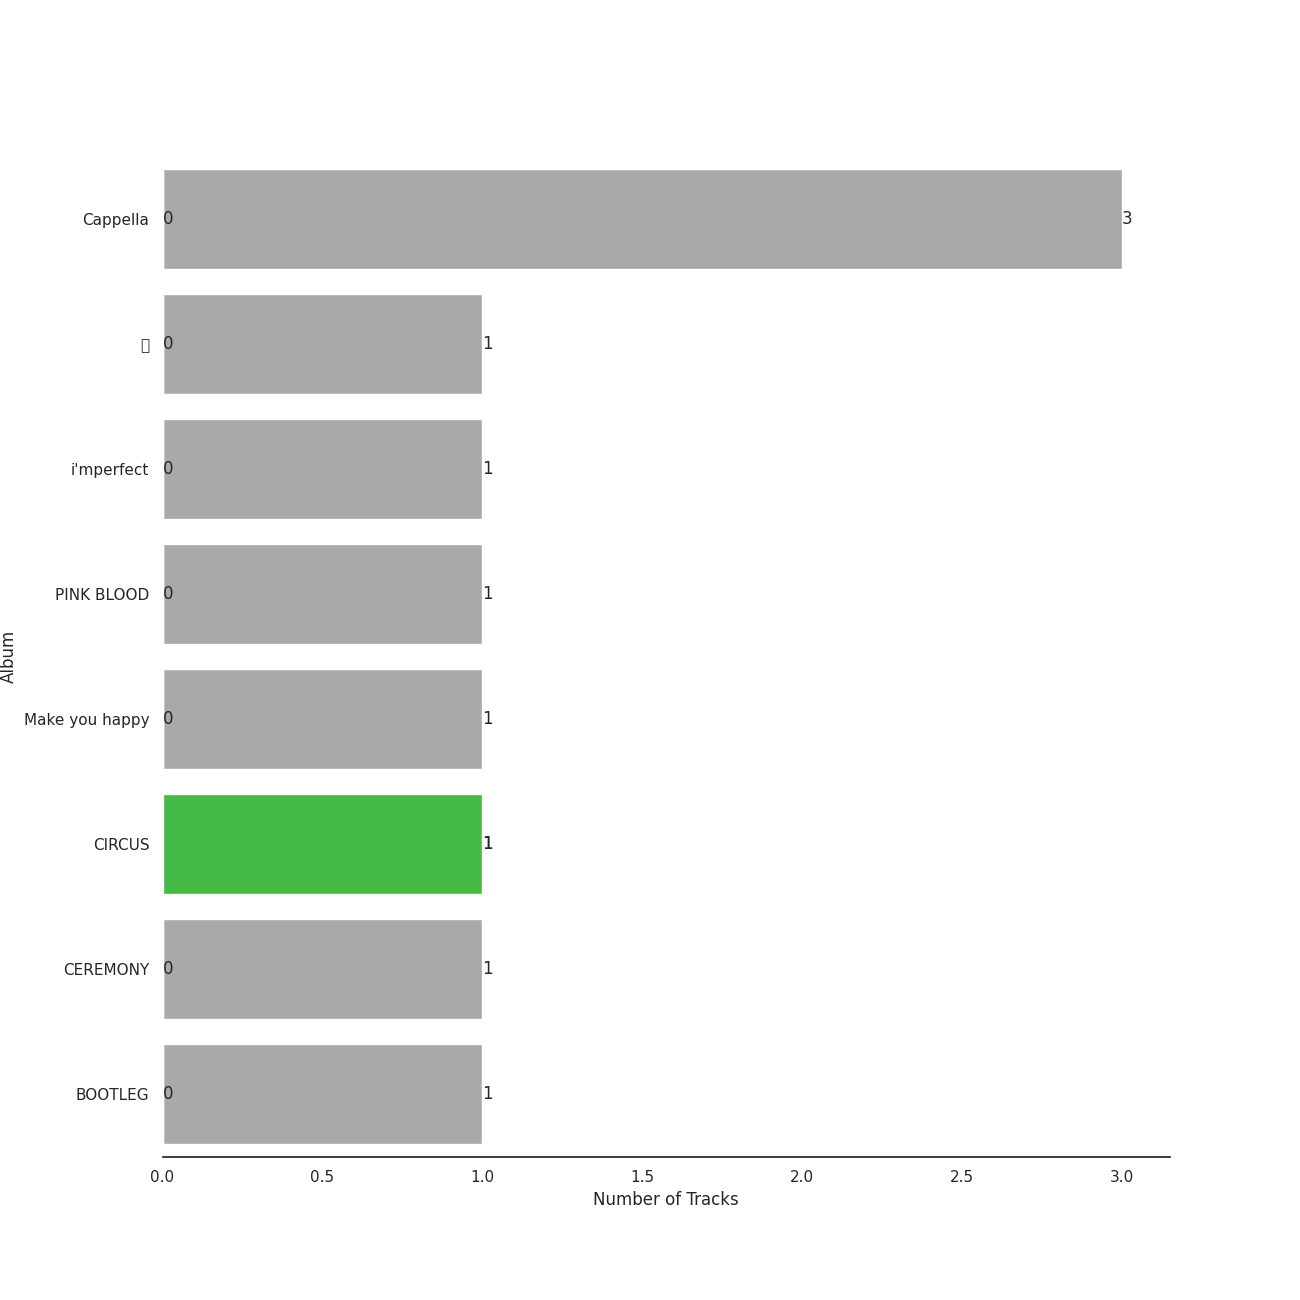 Cappella
0
3
0
1
i'mperfect
0
1
PINK BLOOD
0
1
Make you happy
0
1
CIRCUS
1
CEREMONY
0
1
BOOTLEG
0
1
Album
0.0 0.5 1.0 1.5 2.0 2.5 3.0
Number of Tracks